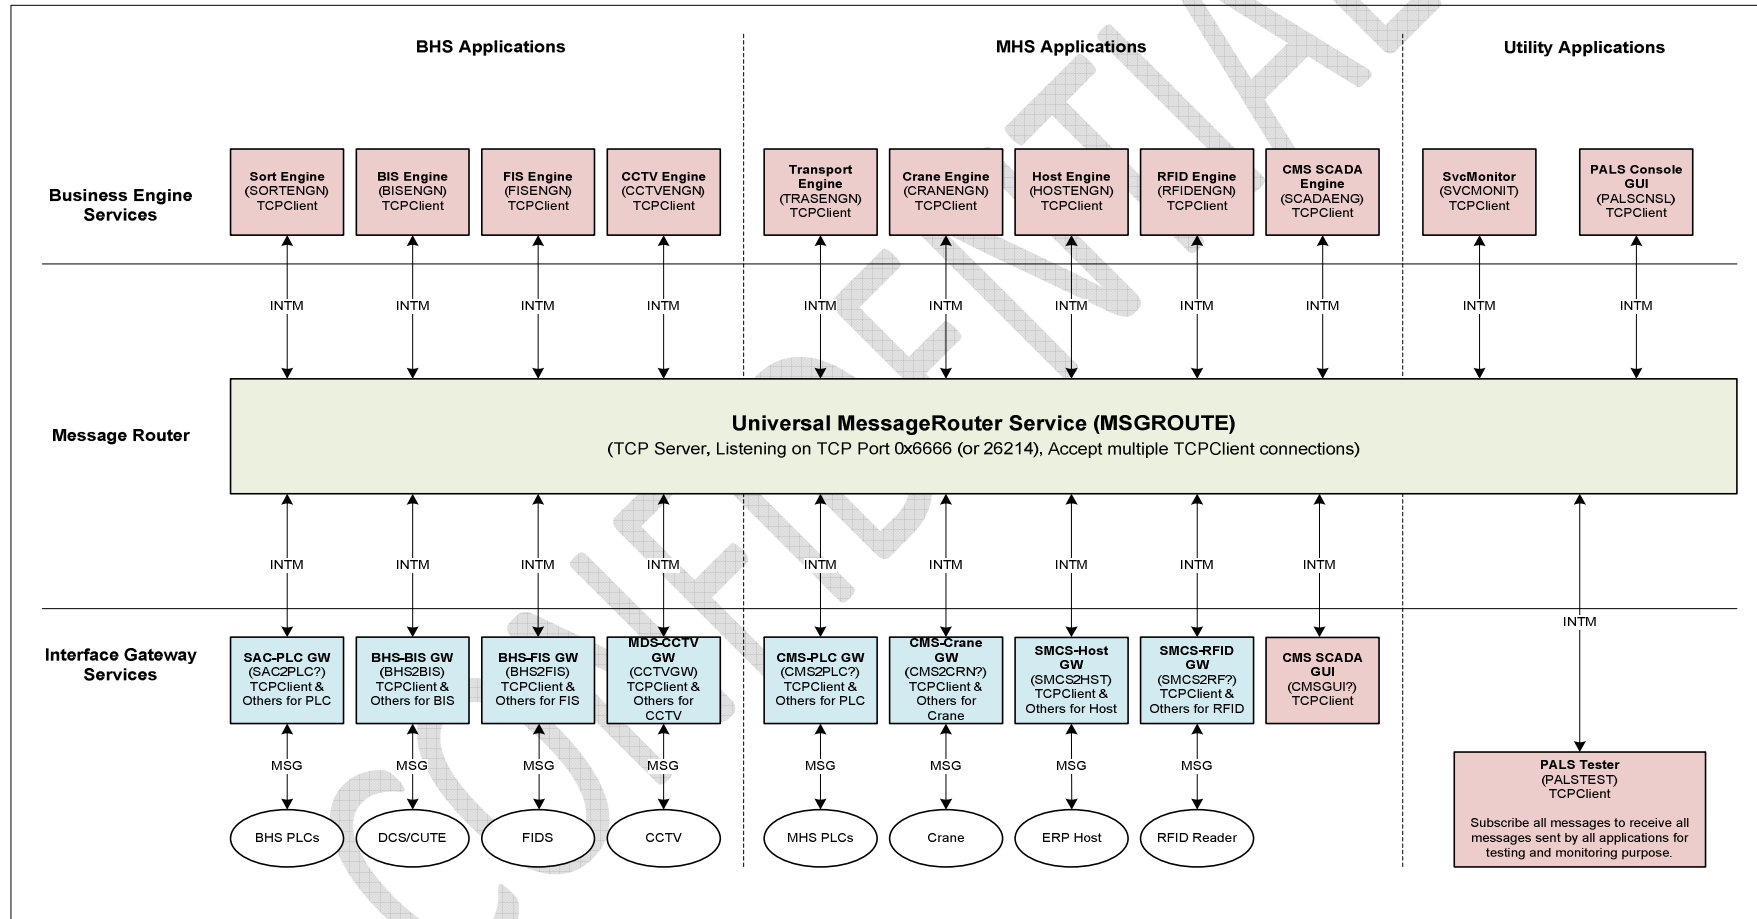 BHS Applications
MHS Applications
Utility Applications
Business Engine
Services
Sort Engine
(SORTENGN)
TCPClient
BIS Engine
(BISENGN)
TCPClient
FIS Engine
(FISENGN)
TCPClient
CCTV Engine
(CCTVENGN)
TCPClient
Transport
Engine
(TRASENGN)
TCPClient
Crane Engine
(CRANENGN)
TCPClient
Host Engine
(HOSTENGN)
TCPClient
RFID Engine
(RFIDENGN)
TCPClient
CMS SCADA
Engine
(SCADAENG)
TCPClient
SvcMonitor
(SVCMONIT)
TCPClient
PALS Console
GUI
(PALSCNSL)
TCPClient
INTM
INTM
INTM
INTM
INTM
INTM
INTM
INTM
INTM
INTM
INTM
Message Router
Universal MessageRouter Service (MSGROUTE)
(TCP Server, Listening on TCP Port 0x6666 (or 26214), Accept multiple TCPClient connections)
INTM
INTM
INTM
INTM
INTM
INTM
INTM
INTM
INTM
INTM
Interface Gateway
Services
SAC-PLC GW
(SAC2PLC?)
TCPClient &
Others for PLC
BHS-BIS GW
(BHS2BIS)
TCPClient &
Others for BIS
BHS-FIS GW
(BHS2FIS)
TCPClient &
Others for FIS
MDS-CCTV
GW
(CCTVGW)
TCPClient &
Others for
CCTV
CMS-PLC GW
(CMS2PLC?)
TCPClient &
Others for PLC
CMS-Crane
GW
(CMS2CRN?)
TCPClient &
Others for
Crane
SMCS-Host
GW
(SMCS2HST)
TCPClient &
Others for Host
SMCS-RFID
GW
(SMCS2RF?)
TCPClient &
Others for RFID
CMS SCADA
GUI
(CMSGUI?)
TCPClient
MSG
MSG
MSG
MSG
MSG
MSG
MSG
MSG
BHS PLCs
DCS/CUTE
FIDS
CCTV
MHS PLCs
Crane
ERP Host
RFID Reader
PALS Tester
(PALSTEST)
TCPClient
Subscribe all messages to receive all
messages sent by all applications for
testing and monitoring purpose.
CONFIDENTIAL